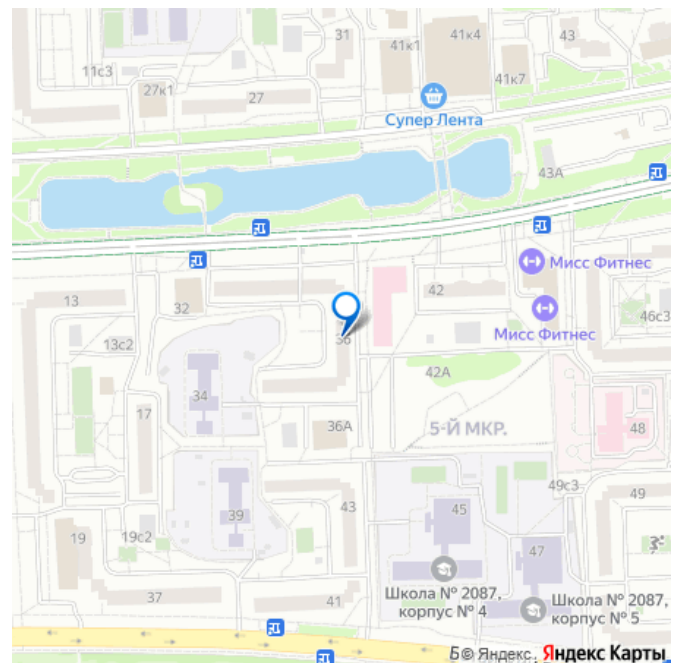 31
41к1
41к4
43
11с3
27к1
27
41к7
Супер Лента
43А
Мисс Фитнес
42
13
32
46с3
Мисс Фитнес
13с2
36
34
42А
17
36А
5-Й МКР.
48
49с3
49
39
43
45
19
19с2
47
37
41
Школа № 2087,
корпус № 4
Школа № 2087,
корпус № 5
© Яндекс
Яндекс Карты